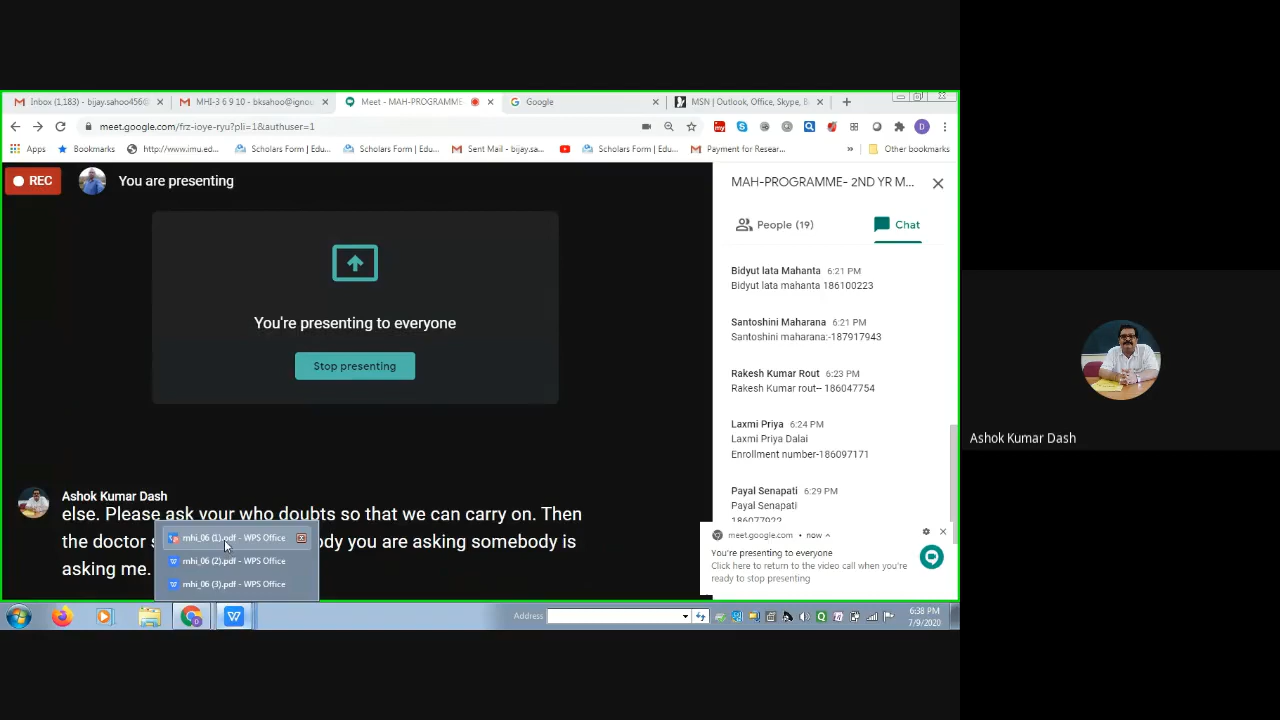 Inbox (1,183) - bijay.sahoo456@
MHI-3 6 9 10 - bksahoo@ignou
Meet - MAH-PROGRAMME
Google
MSN | Outlook, Office, Skype, B
meet.google.com/frz-ioye-ryu?pli=1&authuser=1
Apps
Bookmarks
http://www.imu.ed...
Scholars Form | Edu...
Scholars Form | Edu...
Sent Mail - bijay.sa...
Scholars Form | Edu...
Payment for Resear...
Other bookmarks
REC
You are presenting
You're presenting to everyone
Stop presenting
MAH-PROGRAMME- 2ND YR M...
People (19)
Chat
Bidyut lata Mahanta 6:21 PM
Bidyut lata mahanta 186100223
Santoshini Maharana 6:21 PM
Santoshini maharana:-187917943
Rakesh Kumar Rout 6:23 PM
Rakesh Kumar rout-- 186047754
Laxmi Priya 6:24 PM
Laxmi Priya Dalai
Enrollment number-186097171
Payal Senapati 6:29 PM
Payal Senapati
186077922
meet.google.com • now
You're presenting to everyone
Click here to return to the video call when you're
ready to stop presenting
Ashok Kumar Dash
else. Please ask your who doubts so that we can carry on. Then
the doctor body you are asking somebody is
asking me.
mhi_06 (1).pdf - WPS Office
mhi_06 (2).pdf - WPS Office
mhi_06 (3).pdf - WPS Office
Address
6:38 PM
7/9/2020
Ashok Kumar Dash